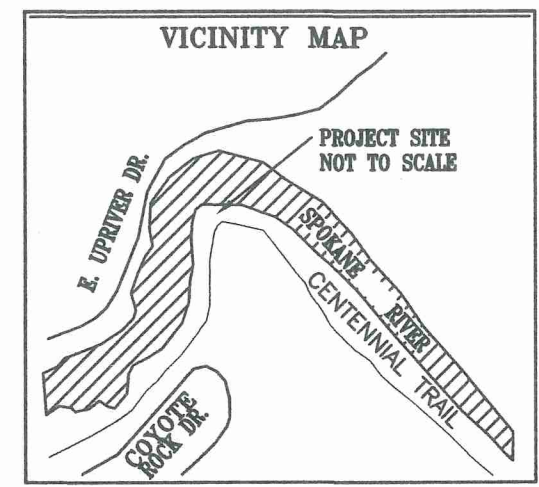 VICINITY MAP
PROJECT SITE
NOT TO SCALE
E. UPRIVER DR.
SPOKANE
RIVER
CENTENNIAL TRAIL
COYOTE
ROCK DR.